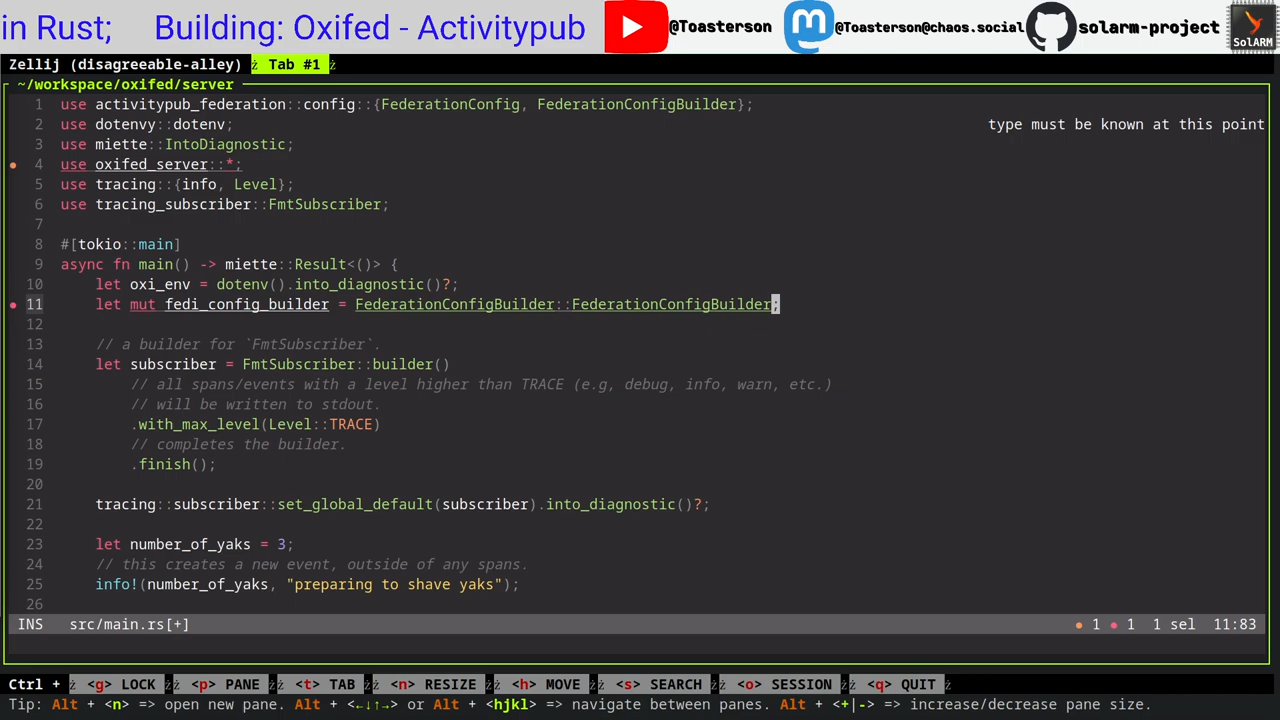 in Rust;    Building: Oxifed - Activitypub @Toasterson @Toasterson@chaos.social solarm-project SolARM
Zellij (disagreeable-alley) Tab #1
~/workspace/oxifed/server
1 use activitypub_federation::config::{FederationConfig, FederationConfigBuilder};
2 use dotenvy::dotenv; type must be known at this point
3 use miette::IntoDiagnostic;
4 use oxifed_server::*;
5 use tracing::{info, Level};
6 use tracing_subscriber::FmtSubscriber;
7
8 #[tokio::main]
9 async fn main() -> miette::Result<()> {
10     let oxi_env = dotenv().into_diagnostic()?;
11     let mut fedi_config_builder = FederationConfigBuilder::FederationConfigBuilder;
12
13     // a builder for `FmtSubscriber`.
14     let subscriber = FmtSubscriber::builder()
15         // all spans/events with a level higher than TRACE (e.g, debug, info, warn, etc.)
16         // will be written to stdout.
17         .with_max_level(Level::TRACE)
18         // completes the builder.
19         .finish();
20
21     tracing::subscriber::set_global_default(subscriber).into_diagnostic()?;
22
23     let number_of_yaks = 3;
24     // this creates a new event, outside of any spans.
25     info!(number_of_yaks, "preparing to shave yaks");
26
INS src/main.rs[+] ● 1 ● 1 1 sel 11:83
Ctrl + <g> LOCK <p> PANE <t> TAB <n> RESIZE <h> MOVE <s> SEARCH <o> SESSION <q> QUIT
Tip: Alt + <n> => open new pane. Alt + <←↓↑→> or Alt + <hjkl> => navigate between panes. Alt + <+|-> => increase/decrease pane size.